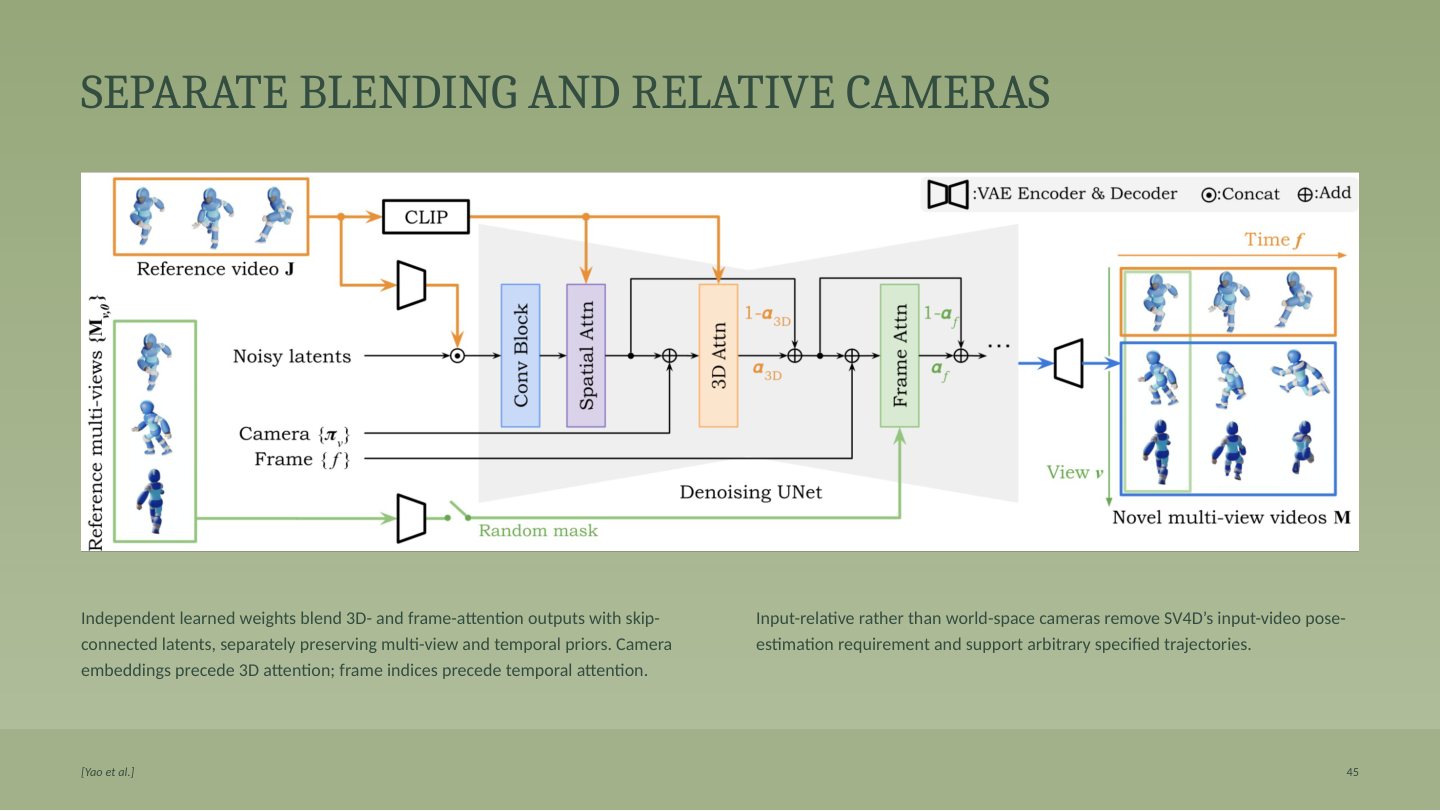 SEPARATE BLENDING AND RELATIVE CAMERAS
:VAE Encoder & Decoder ⊙:Concat ⊕:Add
Reference video J
CLIP
Time f
Reference multi-views {Mv,0}
Noisy latents
Conv Block
Spatial Attn
3D Attn
1-α3D
α3D
Frame Attn
1-αf
αf
...
Camera {πv}
Frame {f}
Denoising UNet
Random mask
View v
Novel multi-view videos M
Independent learned weights blend 3D- and frame-attention outputs with skip-
connected latents, separately preserving multi-view and temporal priors. Camera
embeddings precede 3D attention; frame indices precede temporal attention.
Input-relative rather than world-space cameras remove SV4D’s input-video pose-
estimation requirement and support arbitrary specified trajectories.
[Yao et al.]
45